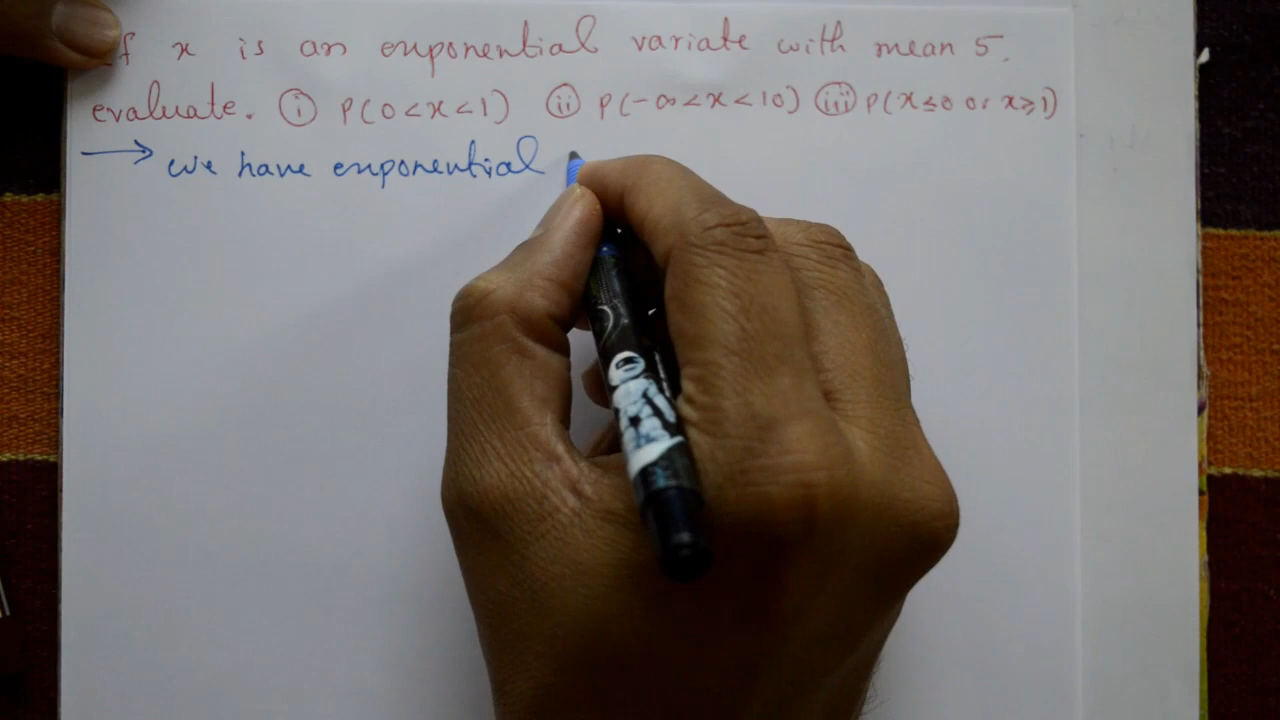 If x is an exponential variate with mean 5.
evaluate. (i) P(0<x<1) (ii) P(-∞<x<10) (iii) P(x≤0 or x≥1)
→ we have exponential